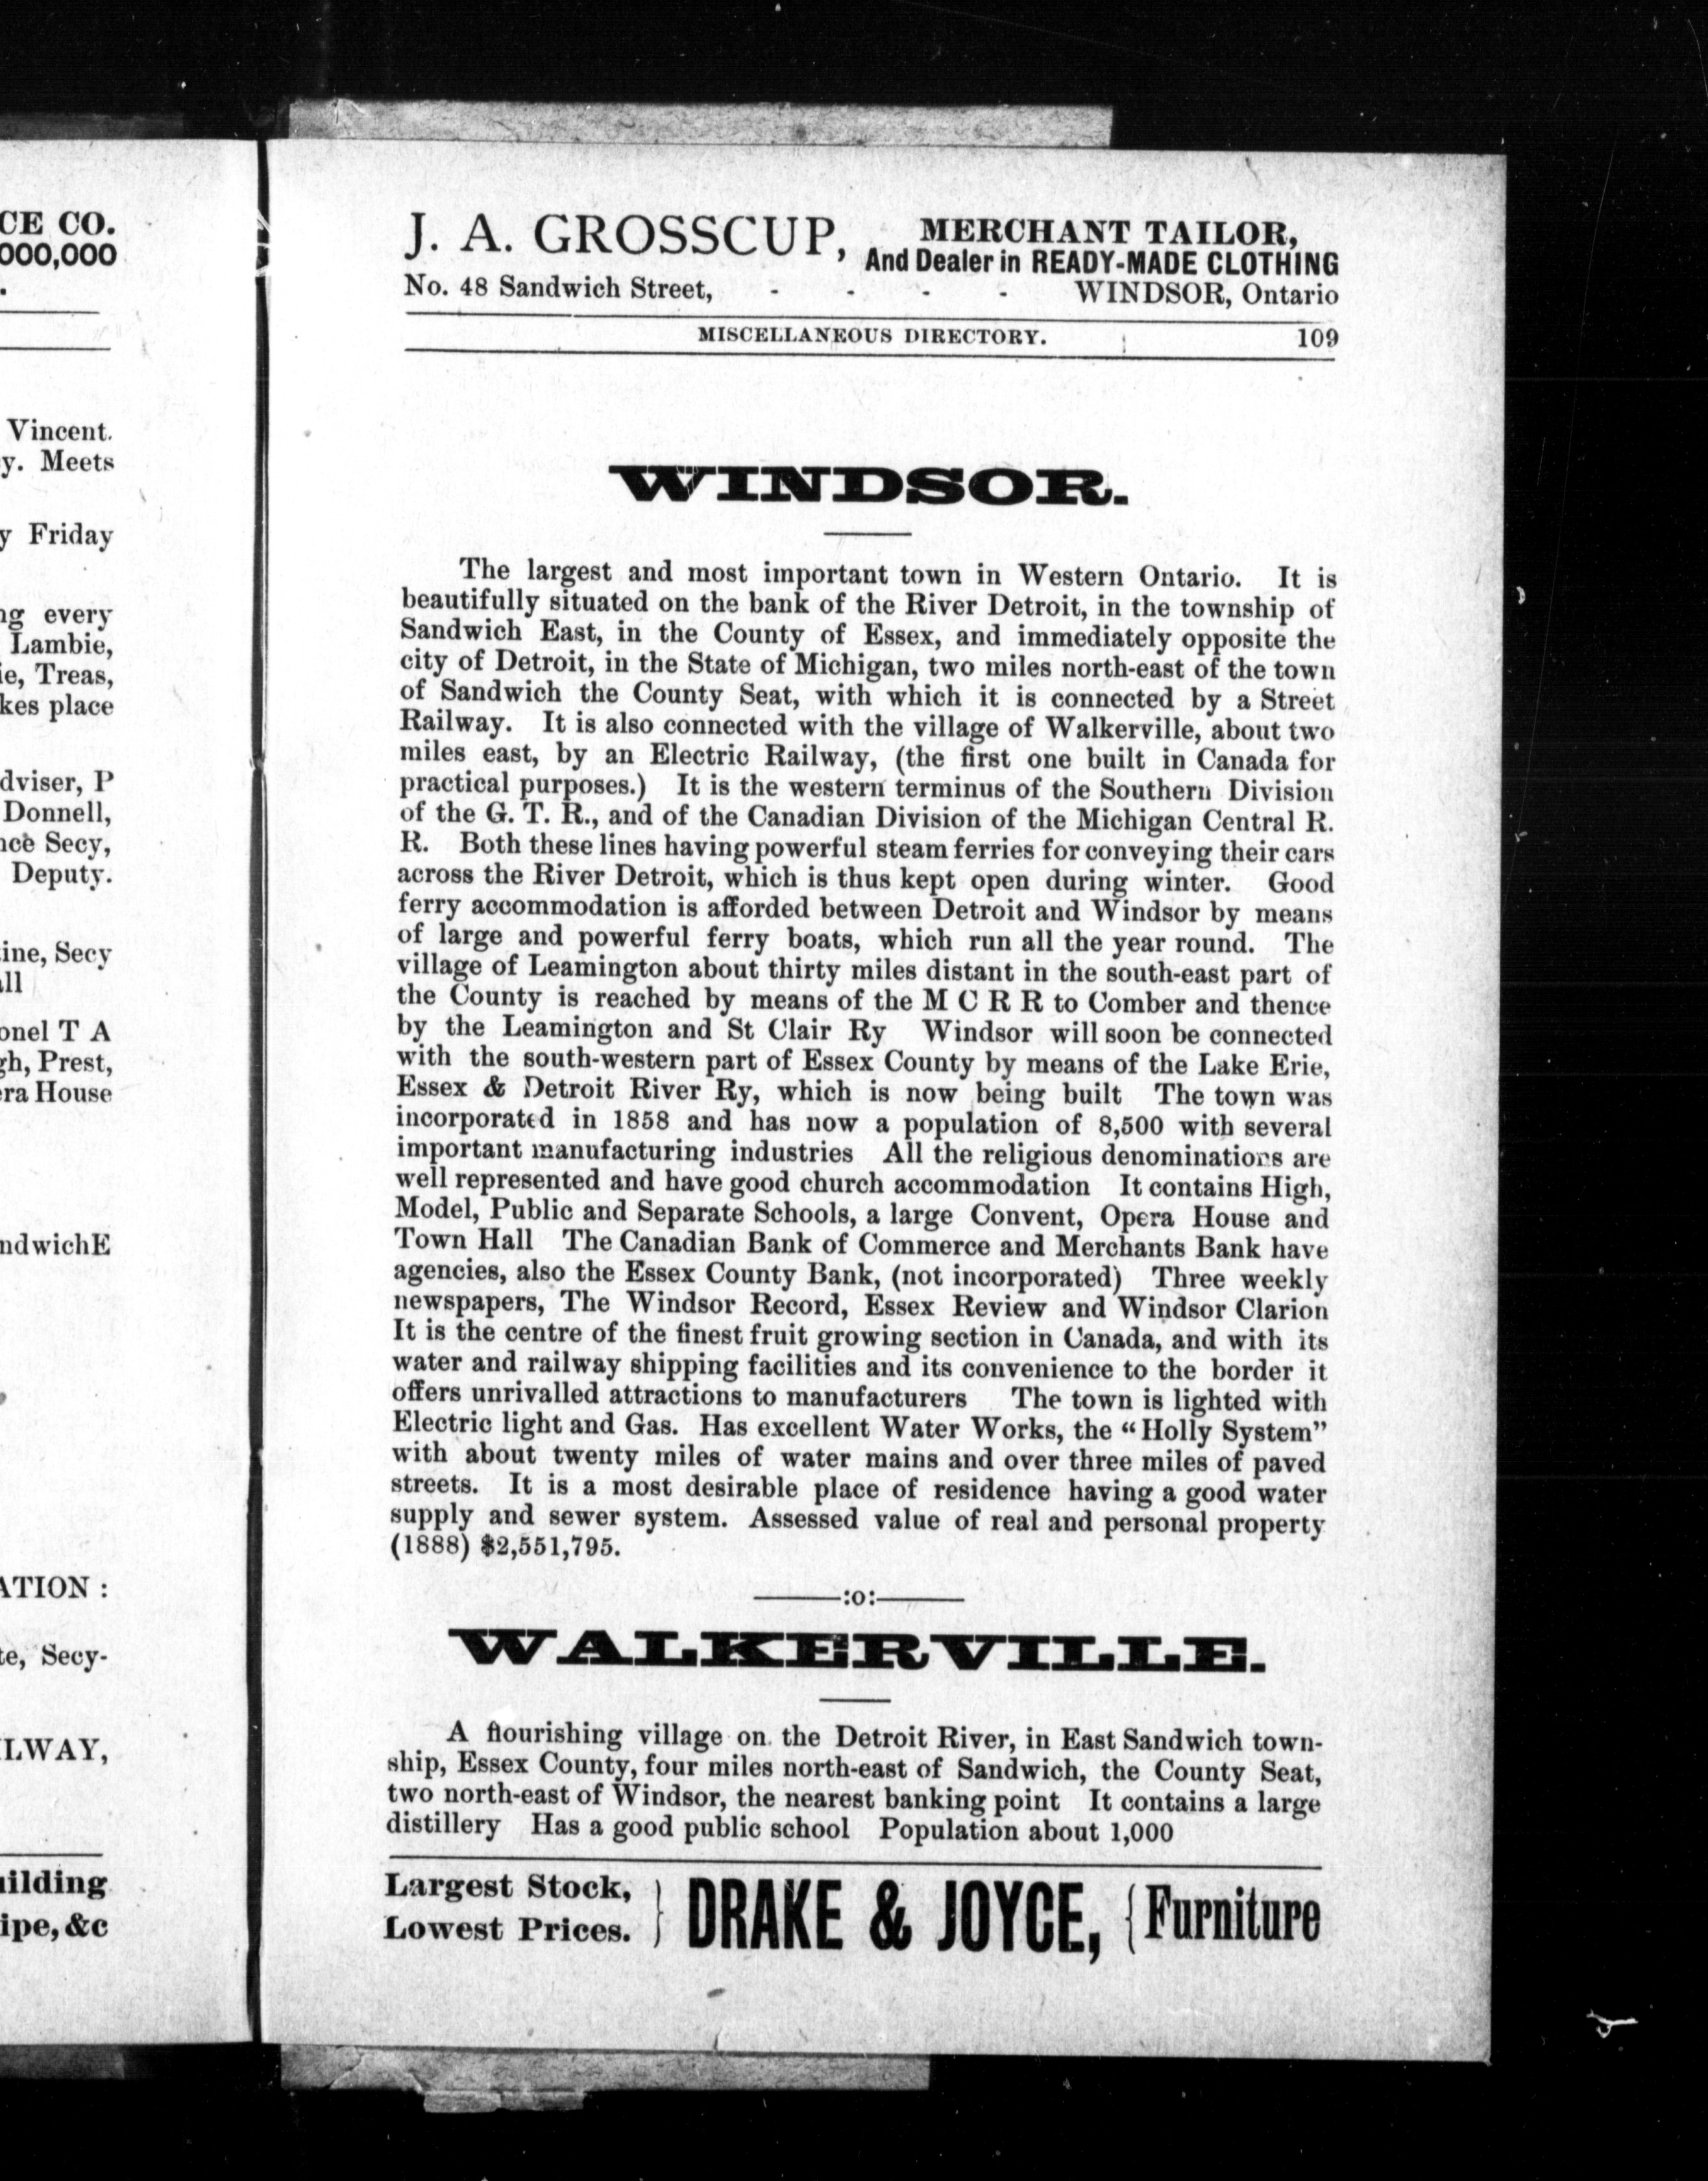 CE CO.
000,000
.
Vincent.
y. Meets
y Friday
ng every
Lambie,
ie, Treas,
kes place
dviser, P
Donnell,
nce Secy,
Deputy.
ine, Secy
all
onel T A
gh, Prest,
era House
ndwichE
ATION :
te, Secy-
LWAY,
uilding
ipe, &c
J. A. GROSSCUP, MERCHANT TAILOR,
And Dealer in READY-MADE CLOTHING
No. 48 Sandwich Street, - - - - WINDSOR, Ontario
MISCELLANEOUS DIRECTORY. 109
WINDSOR.
The largest and most important town in Western Ontario. It is
beautifully situated on the bank of the River Detroit, in the township of
Sandwich East, in the County of Essex, and immediately opposite the
city of Detroit, in the State of Michigan, two miles north-east of the town
of Sandwich the County Seat, with which it is connected by a Street
Railway. It is also connected with the village of Walkerville, about two
miles east, by an Electric Railway, (the first one built in Canada for
practical purposes.) It is the western terminus of the Southern Division
of the G. T. R., and of the Canadian Division of the Michigan Central R.
R. Both these lines having powerful steam ferries for conveying their cars
across the River Detroit, which is thus kept open during winter. Good
ferry accommodation is afforded between Detroit and Windsor by means
of large and powerful ferry boats, which run all the year round. The
village of Leamington about thirty miles distant in the south-east part of
the County is reached by means of the M C R R to Comber and thence
by the Leamington and St Clair Ry Windsor will soon be connected
with the south-western part of Essex County by means of the Lake Erie,
Essex & Detroit River Ry, which is now being built The town was
incorporated in 1858 and has now a population of 8,500 with several
important manufacturing industries All the religious denominations are
well represented and have good church accommodation It contains High,
Model, Public and Separate Schools, a large Convent, Opera House and
Town Hall The Canadian Bank of Commerce and Merchants Bank have
agencies, also the Essex County Bank, (not incorporated) Three weekly
newspapers, The Windsor Record, Essex Review and Windsor Clarion
It is the centre of the finest fruit growing section in Canada, and with its
water and railway shipping facilities and its convenience to the border it
offers unrivalled attractions to manufacturers The town is lighted with
Electric light and Gas. Has excellent Water Works, the "Holly System"
with about twenty miles of water mains and over three miles of paved
streets. It is a most desirable place of residence having a good water
supply and sewer system. Assessed value of real and personal property
(1888) $2,551,795.
:o:
WALKERVILLE.
A flourishing village on the Detroit River, in East Sandwich town-
ship, Essex County, four miles north-east of Sandwich, the County Seat,
two north-east of Windsor, the nearest banking point It contains a large
distillery Has a good public school Population about 1,000
Largest Stock,
Lowest Prices. } DRAKE & JOYCE, { Furniture